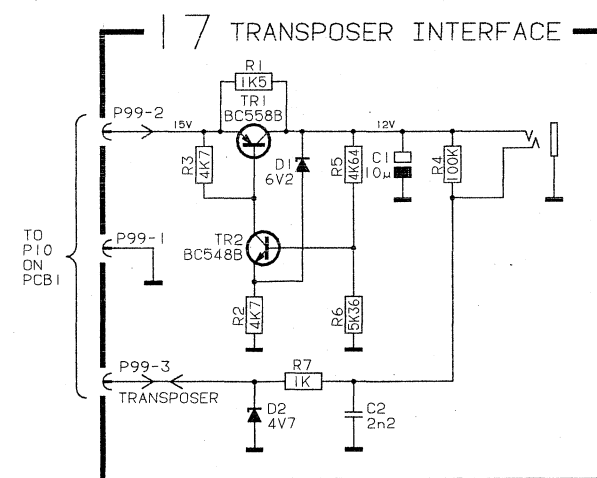 17 TRANSPOSER INTERFACE
R1
1K5
TR1
BC558B
P99-2
15V
12V
R3
4K7
D1
6V2
R5
4K64
C1
10µ
R4
100K
TO
P10
ON
PCB1
P99-1
TR2
BC548B
R2
4K7
R6
5K36
P99-3
TRANSPOSER
R7
1K
D2
4V7
C2
2n2